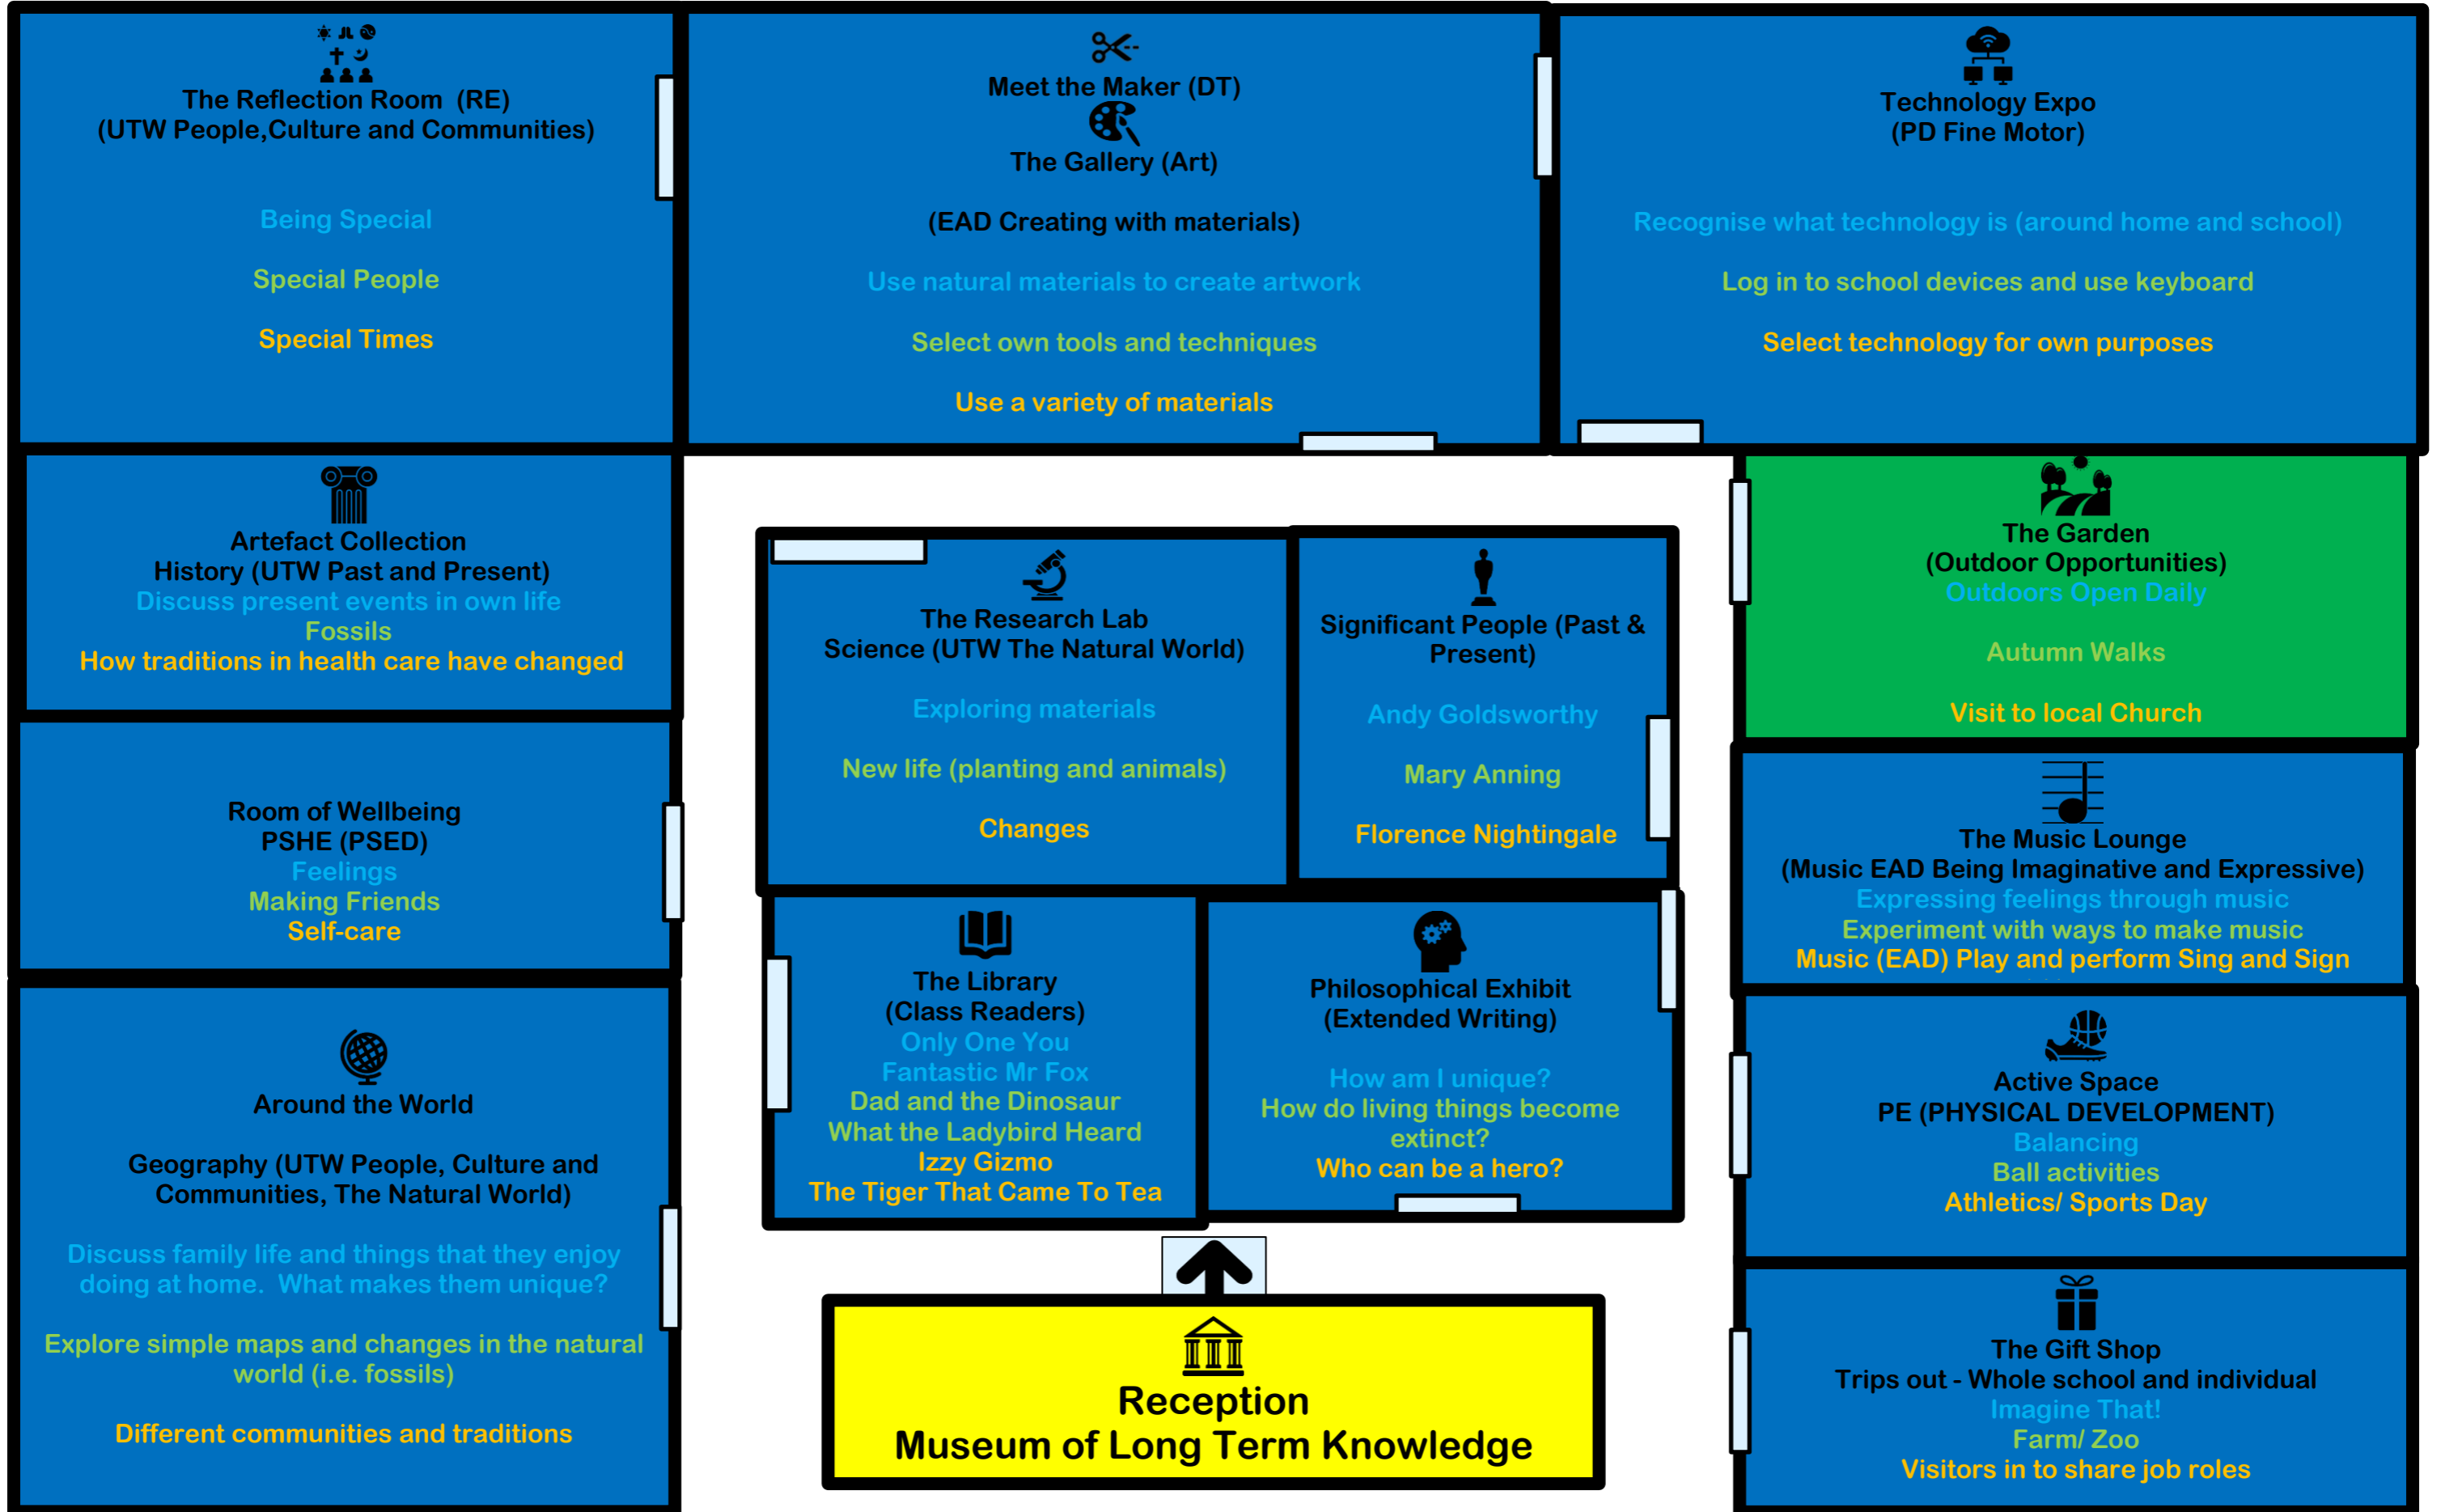 The Reflection Room (RE)
(UTW People,Culture and Communities)
Being Special
Special People
Special Times
Meet the Maker (DT)
The Gallery (Art)
(EAD Creating with materials)
Use natural materials to create artwork
Select own tools and techniques
Use a variety of materials
Technology Expo
(PD Fine Motor)
Recognise what technology is (around home and school)
Log in to school devices and use keyboard
Select technology for own purposes
Artefact Collection
History (UTW Past and Present)
Discuss present events in own life
Fossils
How traditions in health care have changed
The Research Lab
Science (UTW The Natural World)
Exploring materials
New life (planting and animals)
Changes
Significant People (Past &
Present)
Andy Goldsworthy
Mary Anning
Florence Nightingale
The Garden
(Outdoor Opportunities)
Outdoors Open Daily
Autumn Walks
Visit to local Church
Room of Wellbeing
PSHE (PSED)
Feelings
Making Friends
Self-care
The Music Lounge
(Music EAD Being Imaginative and Expressive)
Expressing feelings through music
Experiment with ways to make music
Music (EAD) Play and perform Sing and Sign
Around the World
Geography (UTW People, Culture and
Communities, The Natural World)
Discuss family life and things that they enjoy
doing at home. What makes them unique?
Explore simple maps and changes in the natural
world (i.e. fossils)
Different communities and traditions
The Library
(Class Readers)
Only One You
Fantastic Mr Fox
Dad and the Dinosaur
What the Ladybird Heard
Izzy Gizmo
The Tiger That Came To Tea
Philosophical Exhibit
(Extended Writing)
How am I unique?
How do living things become
extinct?
Who can be a hero?
Active Space
PE (PHYSICAL DEVELOPMENT)
Balancing
Ball activities
Athletics/ Sports Day
Reception
Museum of Long Term Knowledge
The Gift Shop
Trips out - Whole school and individual
Imagine That!
Farm/ Zoo
Visitors in to share job roles